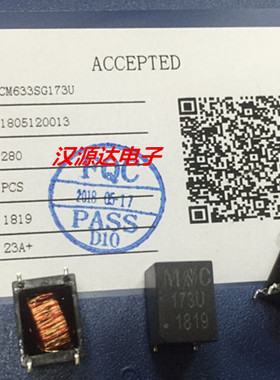 ACCEPTED
CM633SG173U
1805120013
280
汉源达电子
PCS
FQC
2018-05-17
1819
PASS
23A+
D10
MNC
173U
1819